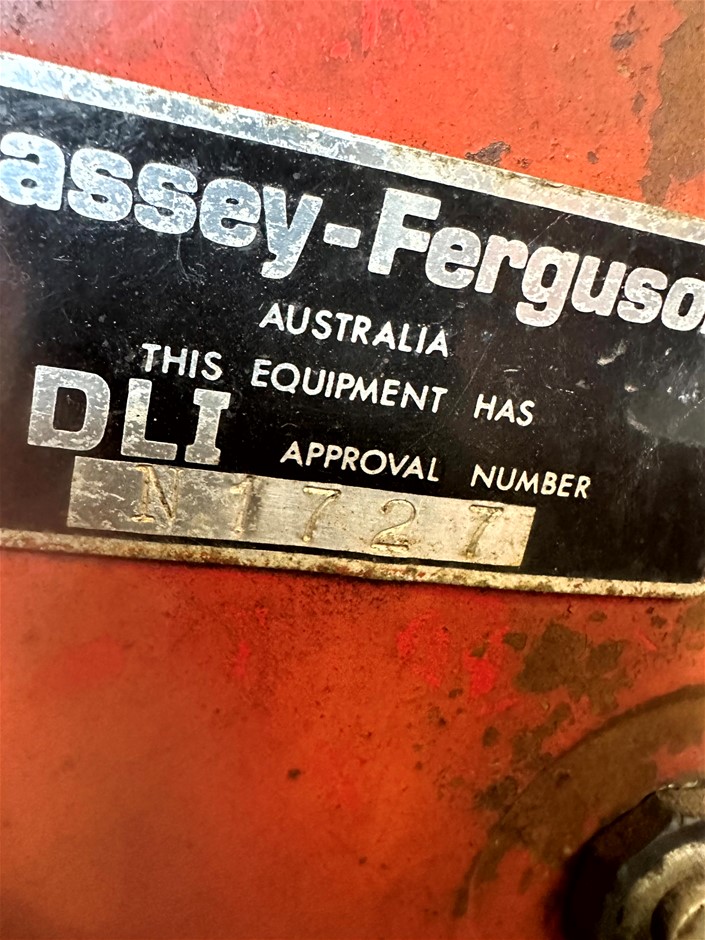 assey-Ferguso
AUSTRALIA
THIS EQUIPMENT HAS
DLI APPROVAL NUMBER
N1727